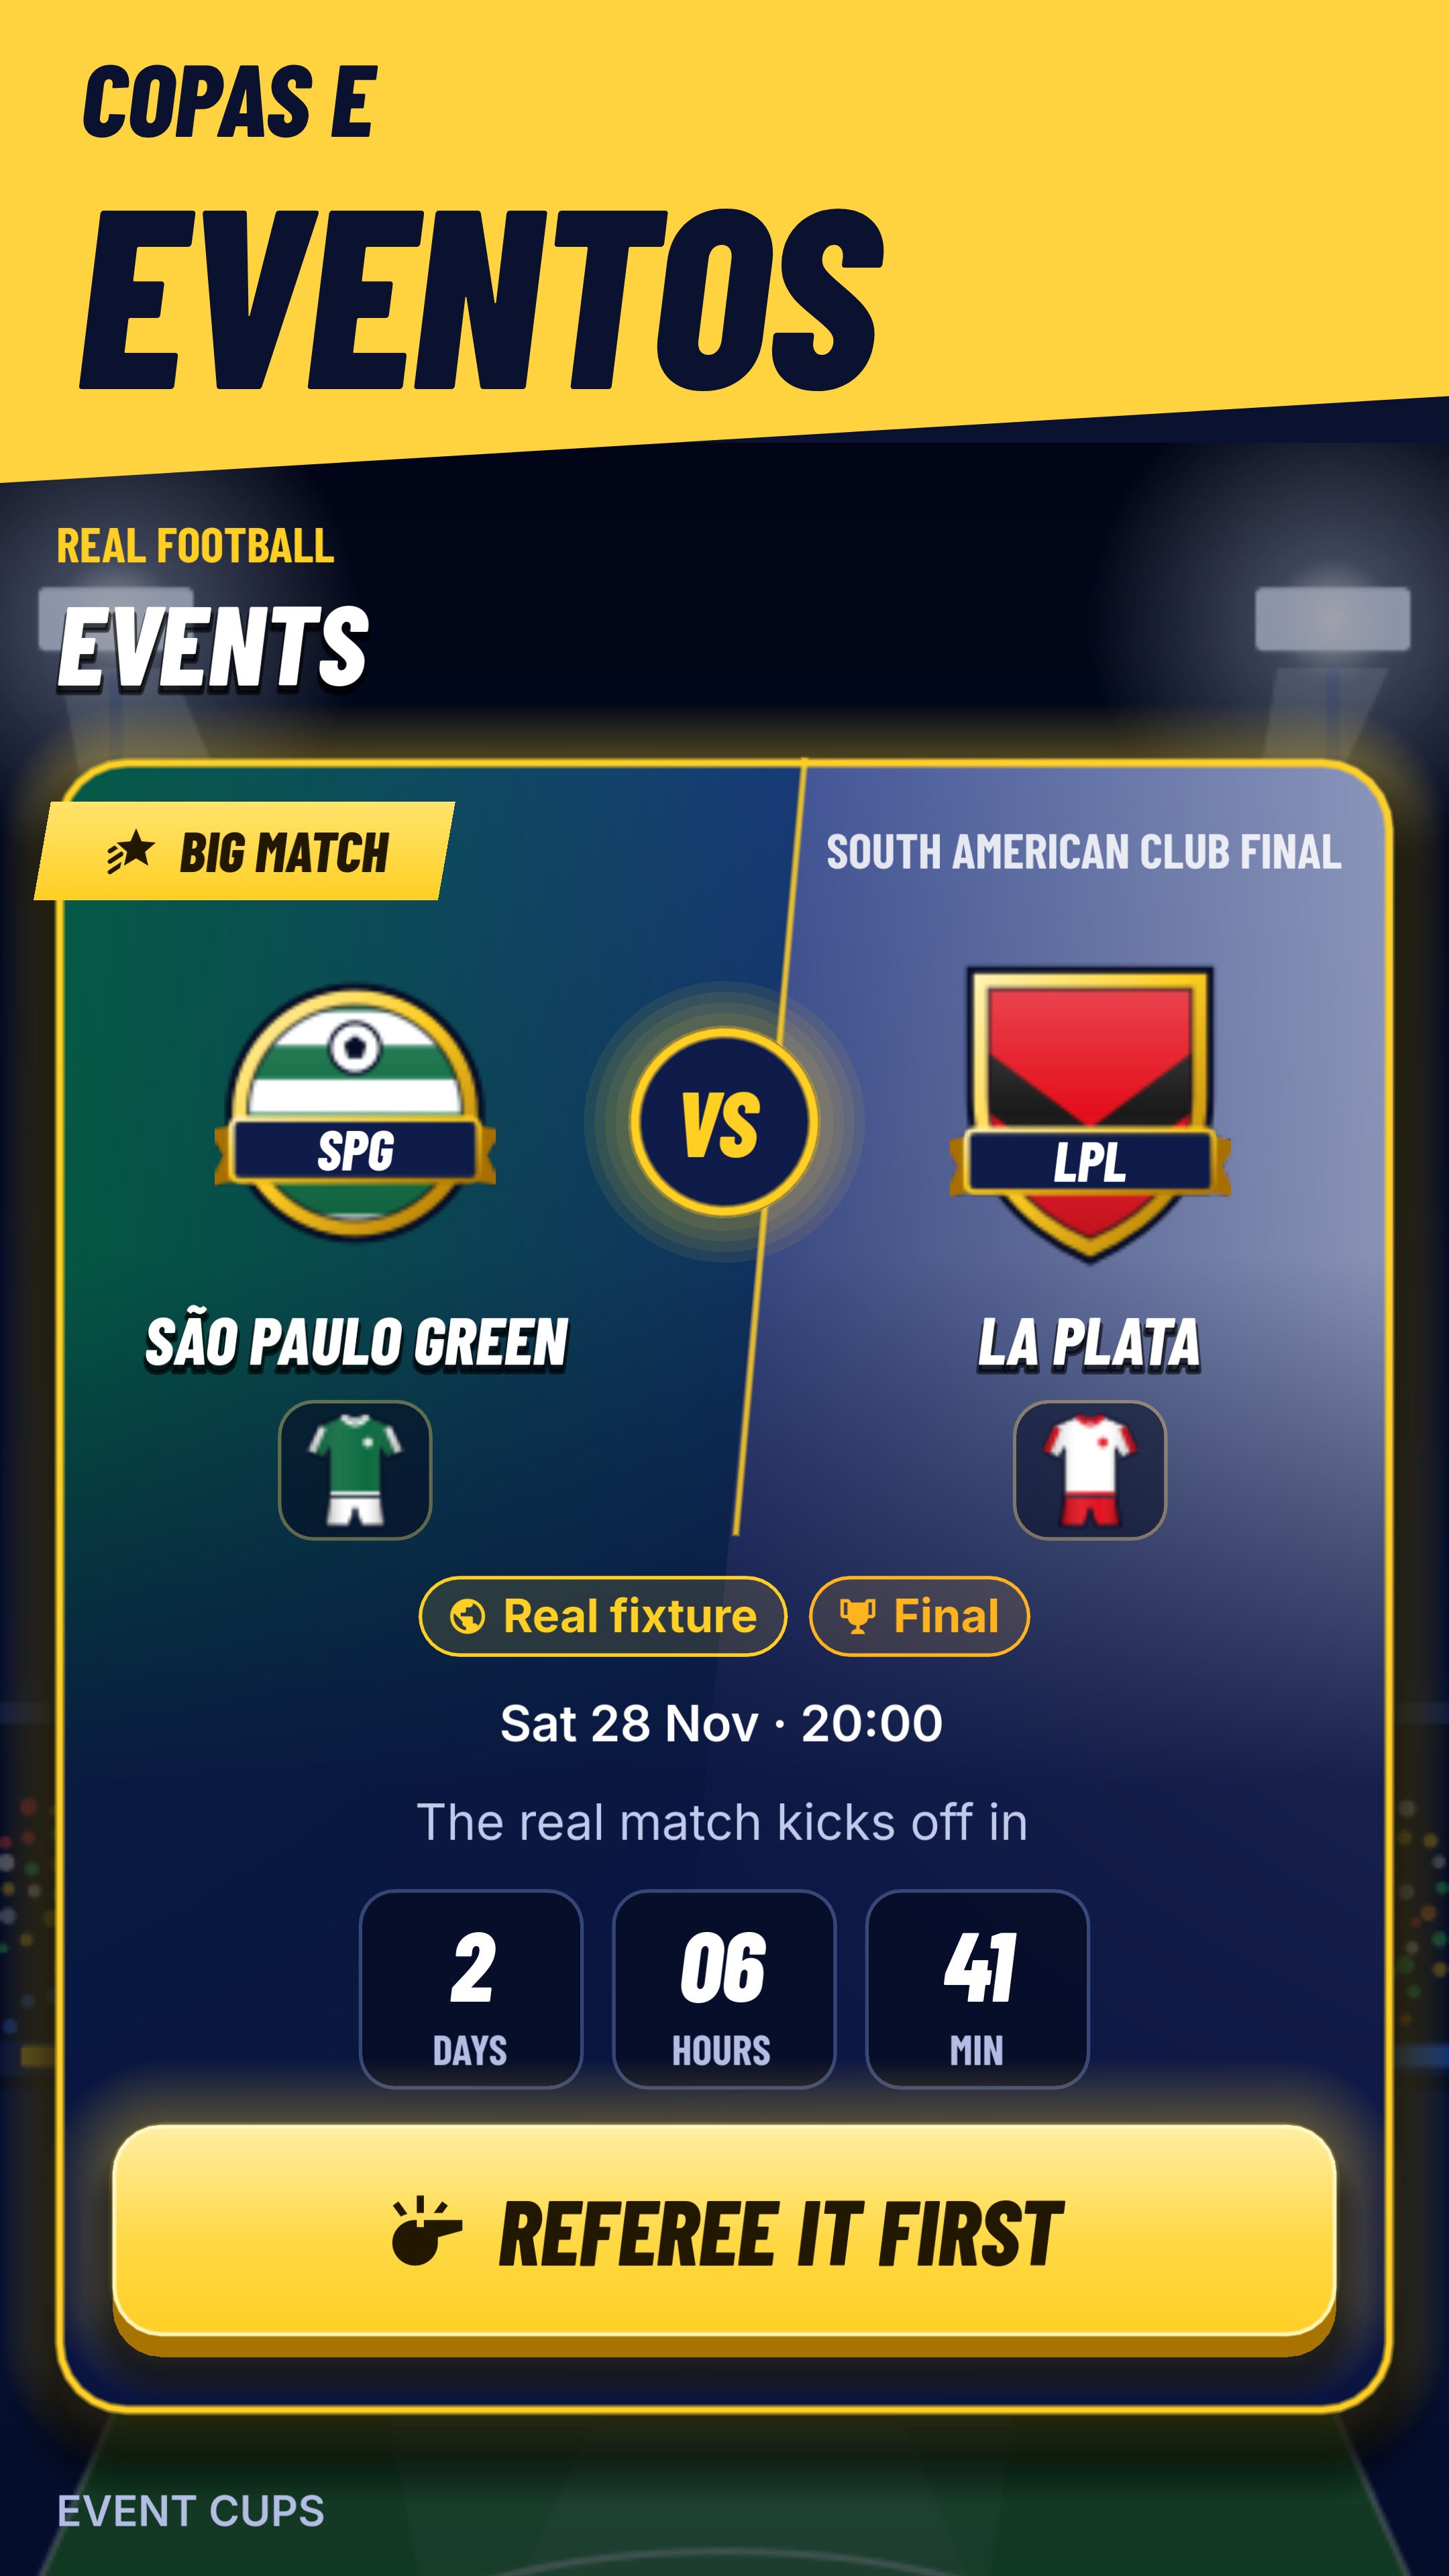 COPAS E
EVENTOS
REAL FOOTBALL
EVENTS
BIG MATCH
SOUTH AMERICAN CLUB FINAL
SPG
VS
LPL
SÃO PAULO GREEN
LA PLATA
Real fixture
Final
Sat 28 Nov · 20:00
The real match kicks off in
2
06
41
DAYS
HOURS
MIN
REFEREE IT FIRST
EVENT CUPS